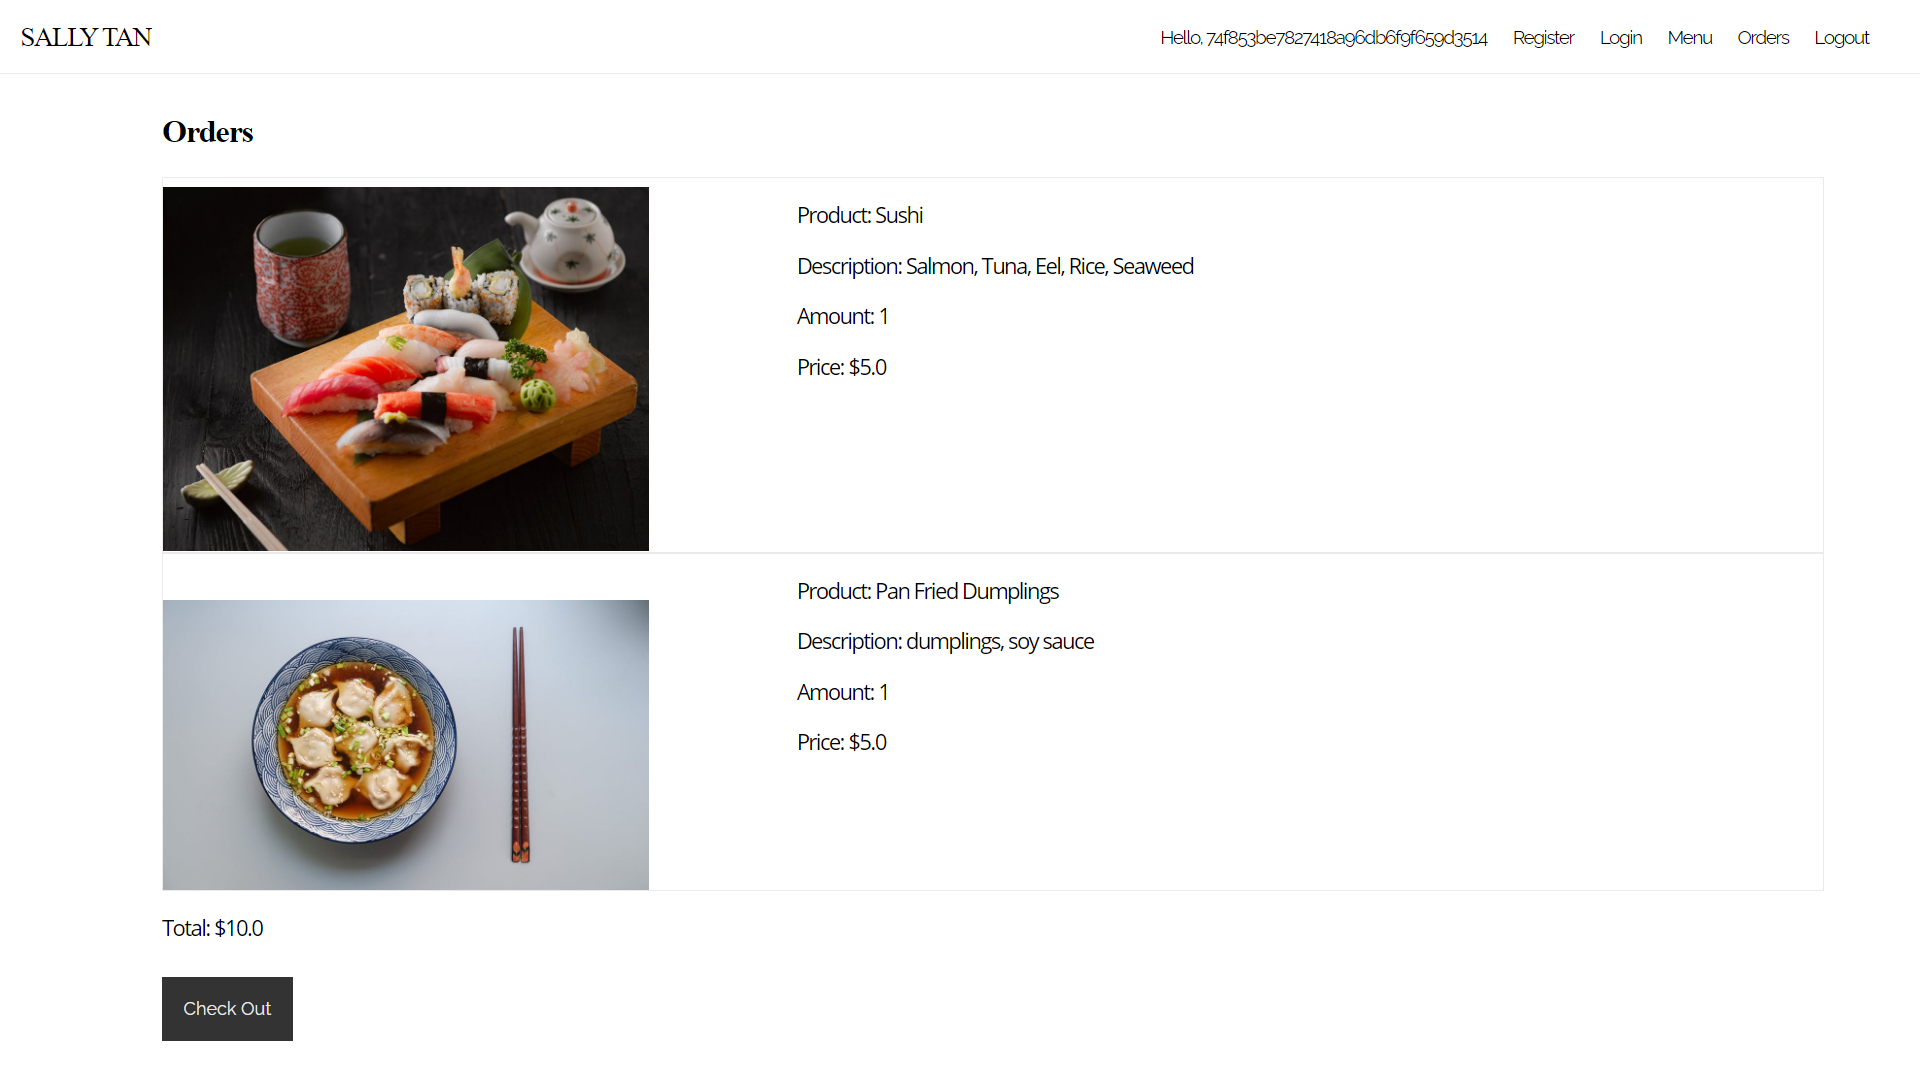 SALLY TAN
Hello, 74f853be7827418a96db6f9f659d3514 Register Login Menu Orders Logout
Orders
Product: Sushi
Description: Salmon, Tuna, Eel, Rice, Seaweed
Amount: 1
Price: $5.0
Product: Pan Fried Dumplings
Description: dumplings, soy sauce
Amount: 1
Price: $5.0
Total: $10.0
Check Out